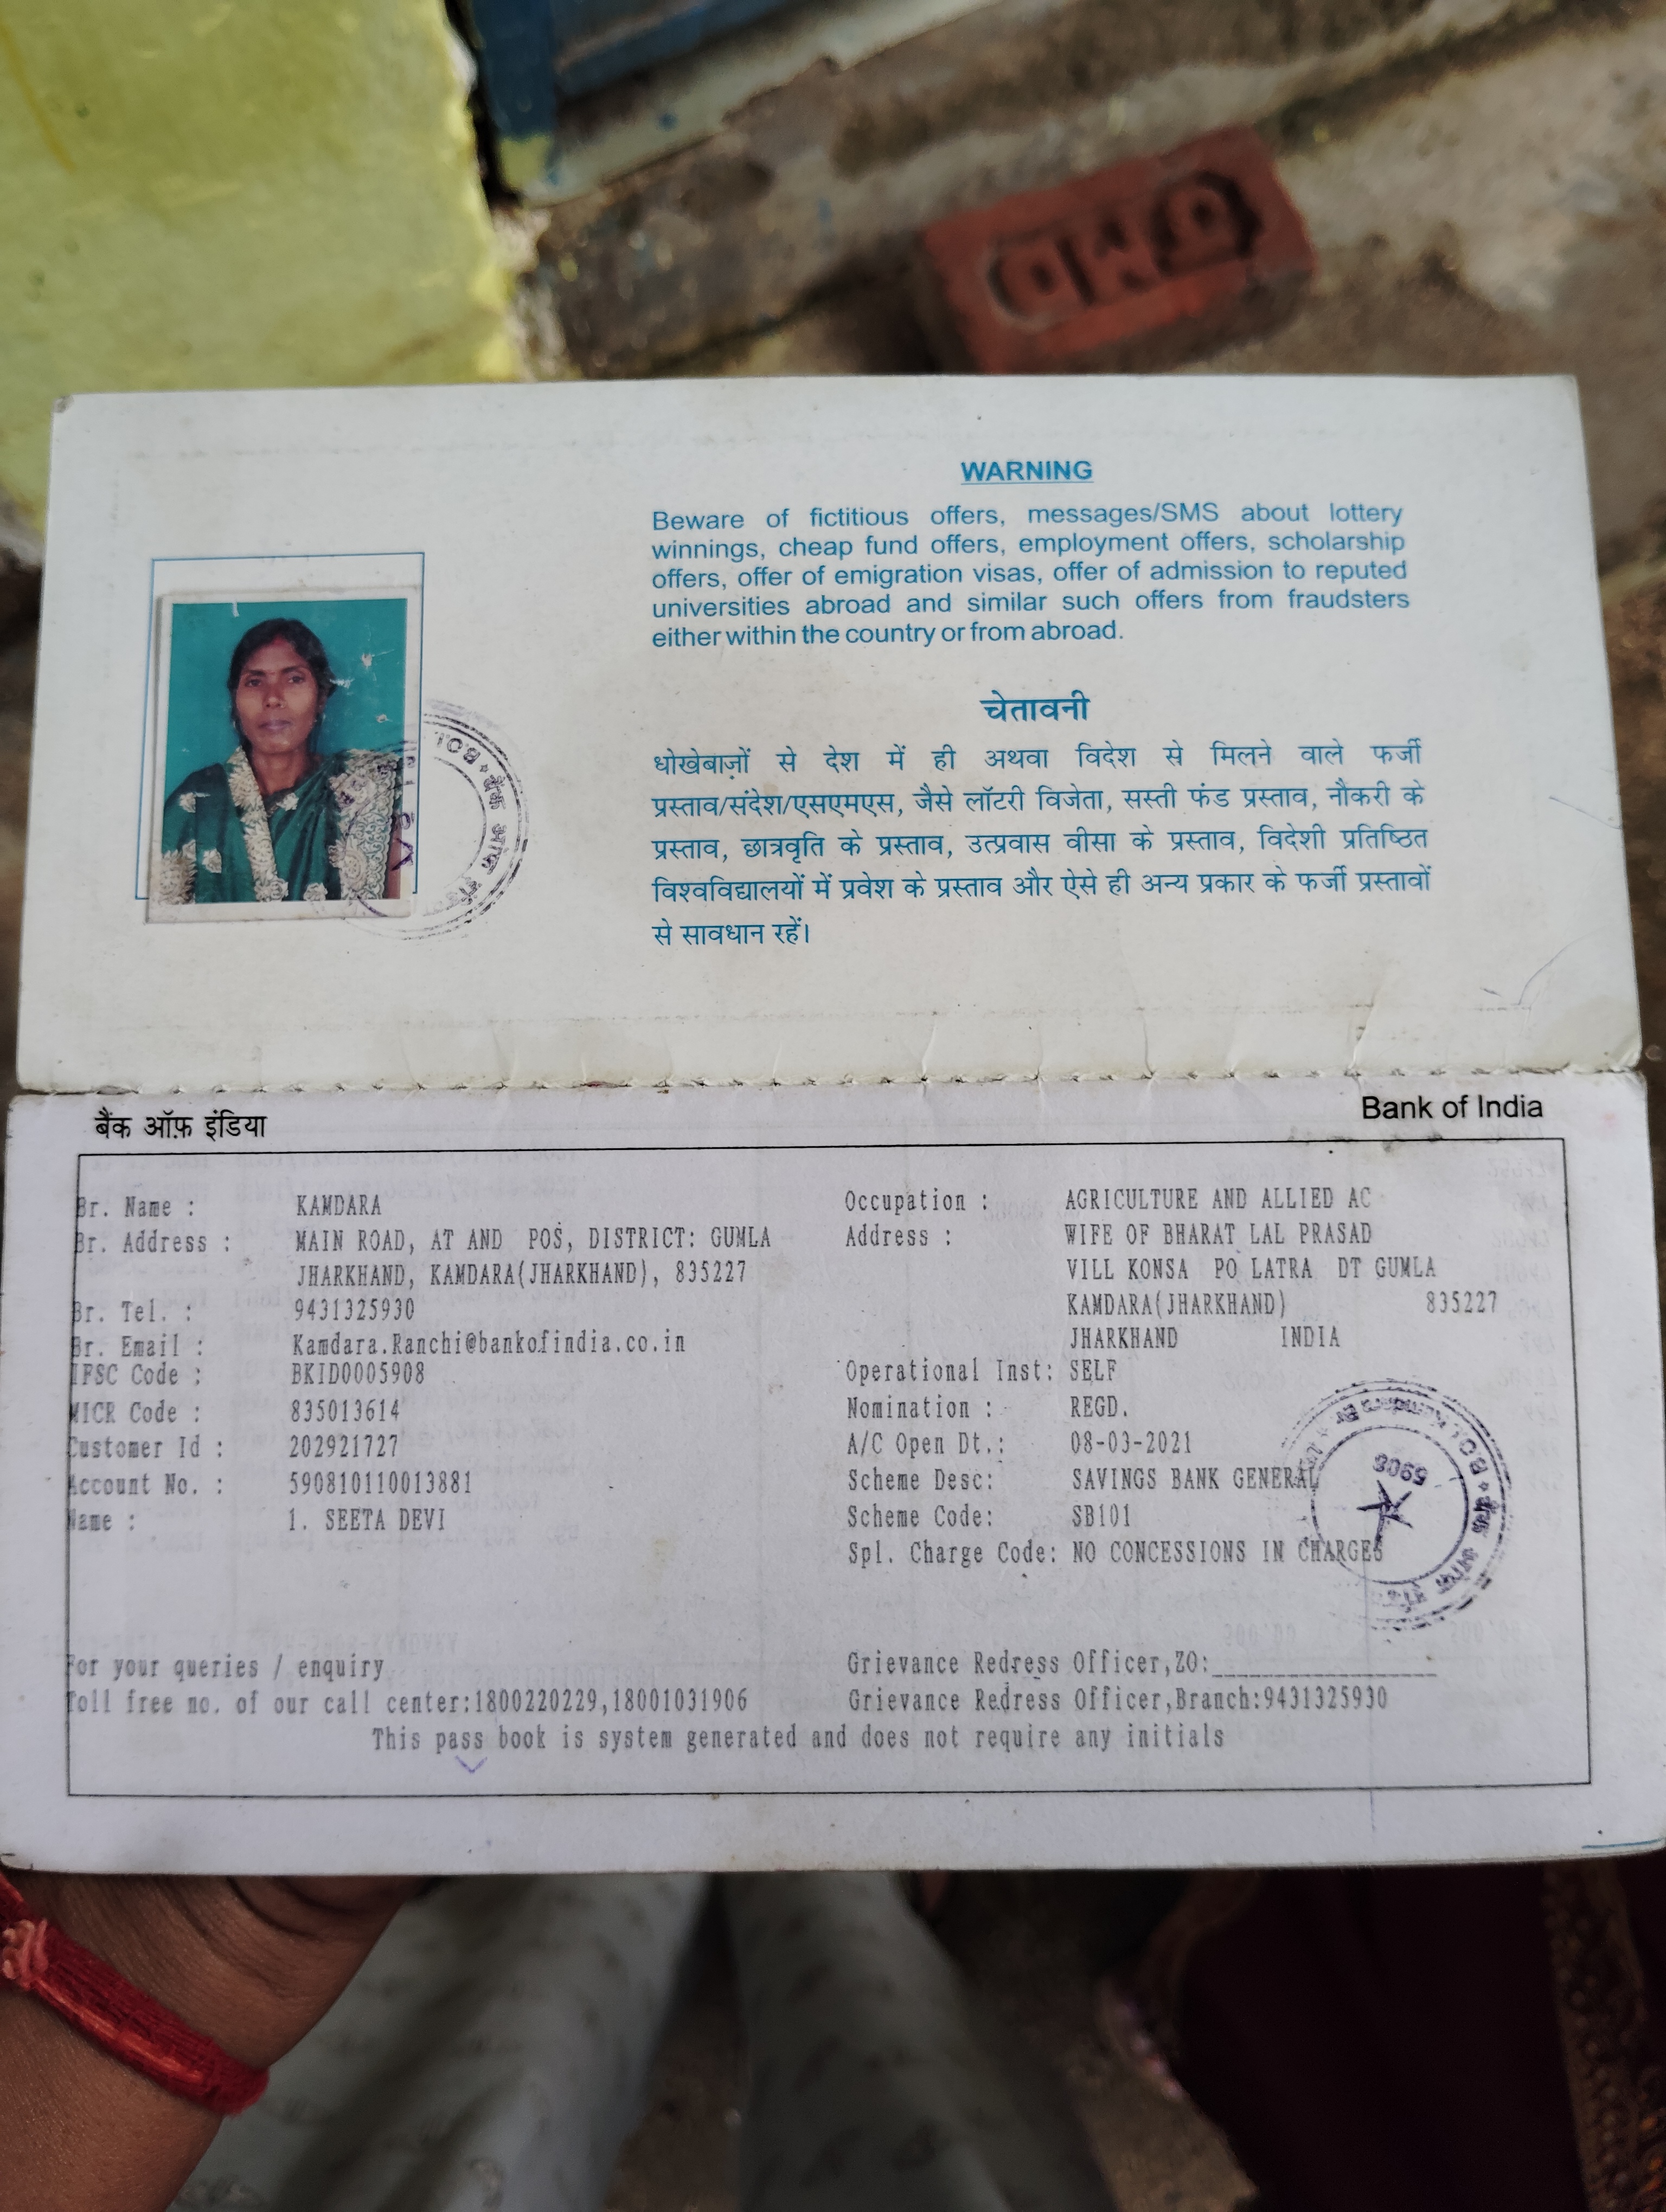 WARNING
Beware of fictitious offers, messages/SMS about lottery
winnings, cheap fund offers, employment offers, scholarship
offers, offer of emigration visas, offer of admission to reputed
universities abroad and similar such offers from fraudsters
either within the country or from abroad.
चेतावनी
धोखेबाज़ों से देश में ही अथवा विदेश से मिलने वाले फर्जी
प्रस्ताव/संदेश/एसएमएस, जैसे लॉटरी विजेता, सस्ती फंड प्रस्ताव, नौकरी के
प्रस्ताव, छात्रवृति के प्रस्ताव, उत्प्रवास वीसा के प्रस्ताव, विदेशी प्रतिष्ठित
विश्वविद्यालयों में प्रवेश के प्रस्ताव और ऐसे ही अन्य प्रकार के फर्जी प्रस्तावों
से सावधान रहें।
बैंक ऑफ़ इंडिया
Bank of India
Br. Name : KAMDARA
Br. Address : MAIN ROAD, AT AND POS, DISTRICT: GUMLA
JHARKHAND, KAMDARA(JHARKHAND), 835227
Br. Tel. : 9431325930
Br. Email : Kamdara.Ranchi@bankofindia.co.in
IFSC Code : BKID0005908
MICR Code : 835013614
Customer Id : 202921727
Account No. : 590810110013881
Name : 1. SEETA DEVI
Occupation : AGRICULTURE AND ALLIED AC
Address : WIFE OF BHARAT LAL PRASAD
VILL KONSA PO LATRA DT GUMLA
KAMDARA(JHARKHAND) 835227
JHARKHAND INDIA
Operational Inst: SELF
Nomination : REGD.
A/C Open Dt.: 08-03-2021
Scheme Desc: SAVINGS BANK GENERAL
Scheme Code: SB101
Spl. Charge Code: NO CONCESSIONS IN CHARGES
5908
For your queries / enquiry
Toll free no. of our call center:1800220229,18001031906
Grievance Redress Officer,ZO:
Grievance Redress Officer,Branch:9431325930
This pass book is system generated and does not require any initials